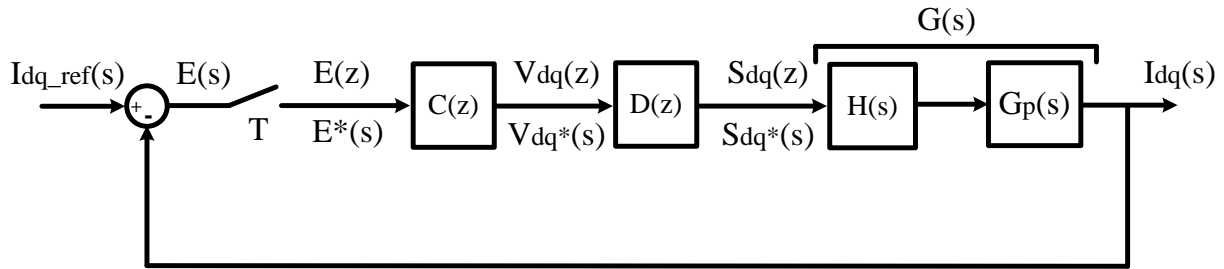 G(s)
Idq_ref(s)
E(s)
E(z)
Vdq(z)
Sdq(z)
Idq(s)
+
-
C(z)
D(z)
H(s)
Gp(s)
T
E*(s)
Vdq*(s)
Sdq*(s)